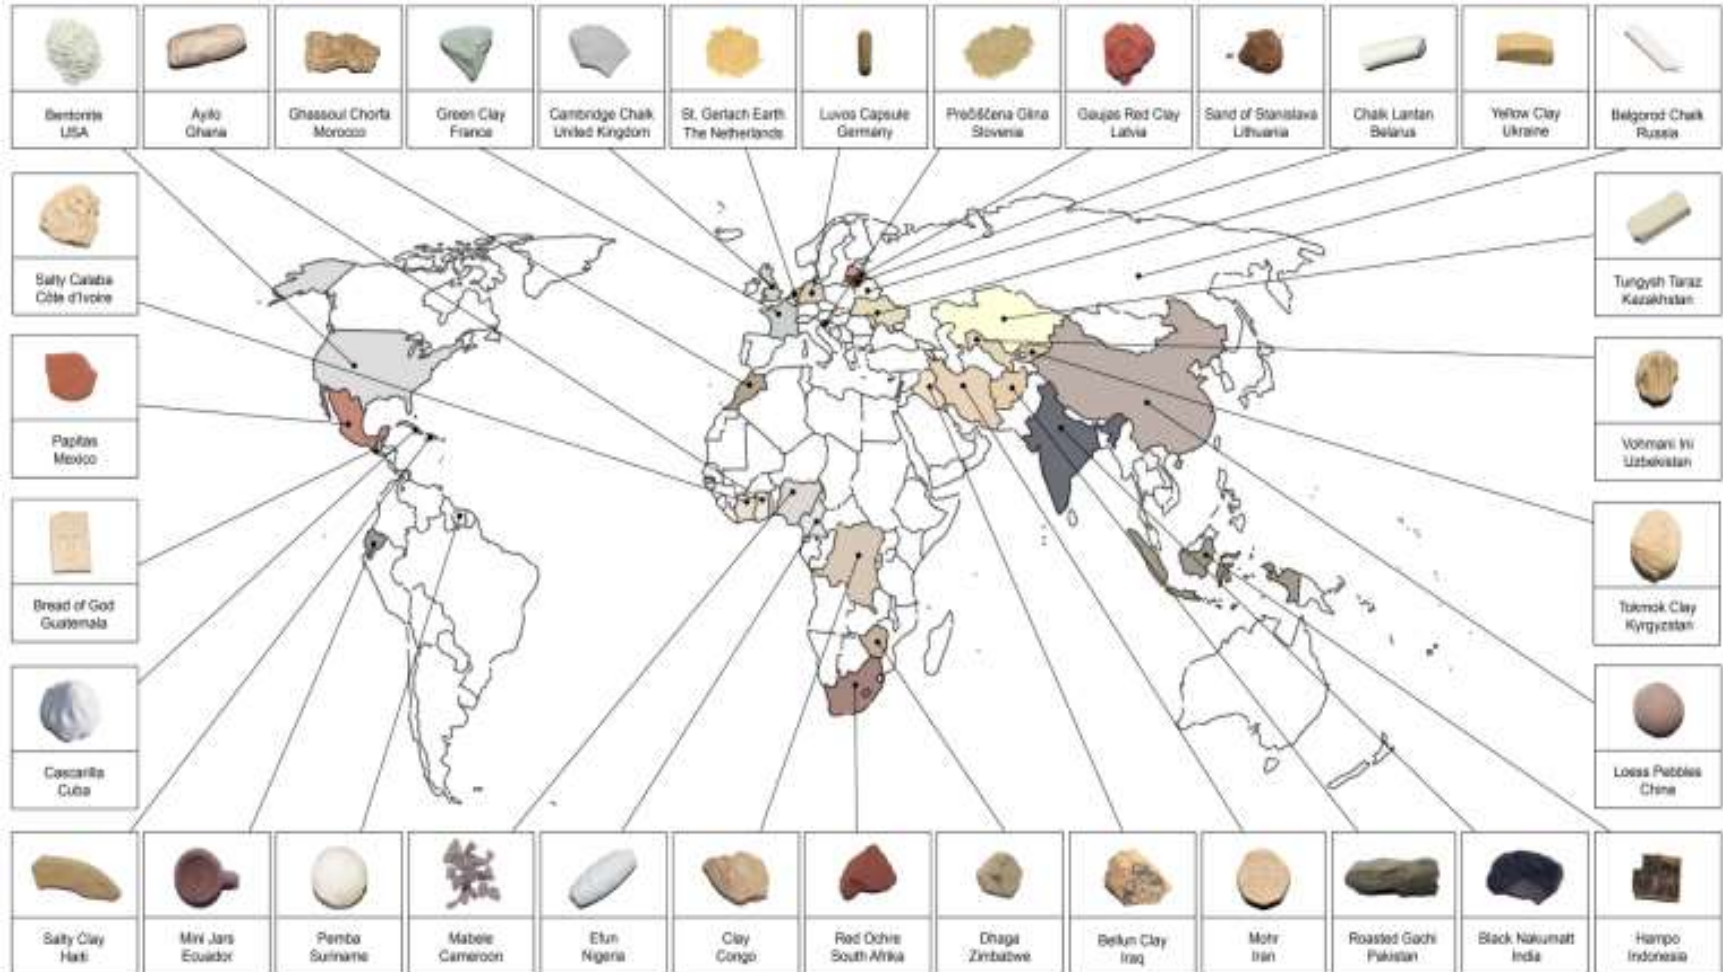 Bentonite
USA
Ayilo
Ghana
Ghassoul Chorfa
Morocco
Green Clay
France
Cambridge Chalk
United Kingdom
St. Gerlach Earth
The Netherlands
Luvos Capsule
Germany
Prečiščena Glina
Slovenia
Gaujas Red Clay
Latvia
Sand of Stanislava
Lithuania
Chalk Lantan
Belarus
Yellow Clay
Ukraine
Belgorod Chalk
Russia
Salty Calaba
Côte d'Ivoire
Tungysh Taraz
Kazakhstan
Papitas
Mexico
Vohmani Ini
Uzbekistan
Bread of God
Guatemala
Tokmok Clay
Kyrgyzstan
Cascarilla
Cuba
Loess Pebbles
China
Salty Clay
Haiti
Mini Jars
Ecuador
Pemba
Suriname
Mabele
Cameroon
Efun
Nigeria
Clay
Congo
Red Ochre
South Afrika
Dhaga
Zimbabwe
Bellun Clay
Iraq
Mohr
Iran
Roasted Gachi
Pakistan
Black Nakumatt
India
Hampo
Indonesia